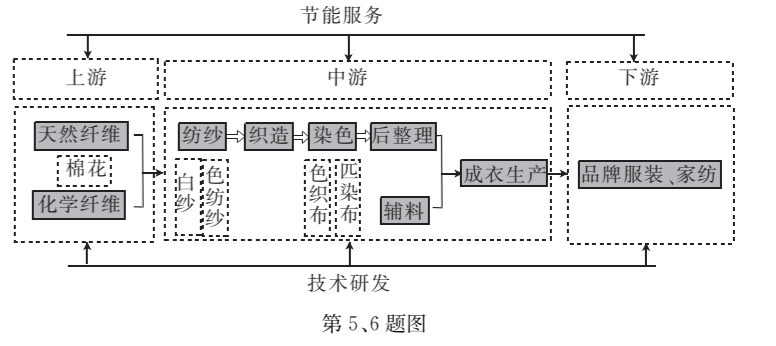 节能服务
上游
中游
下游
天然纤维
棉花
化学纤维
纺纱
织造
染色
后整理
白纱
色纺纱
色织布
匹染布
辅料
成衣生产
品牌服装、家纺
技术研发
第5、6题图